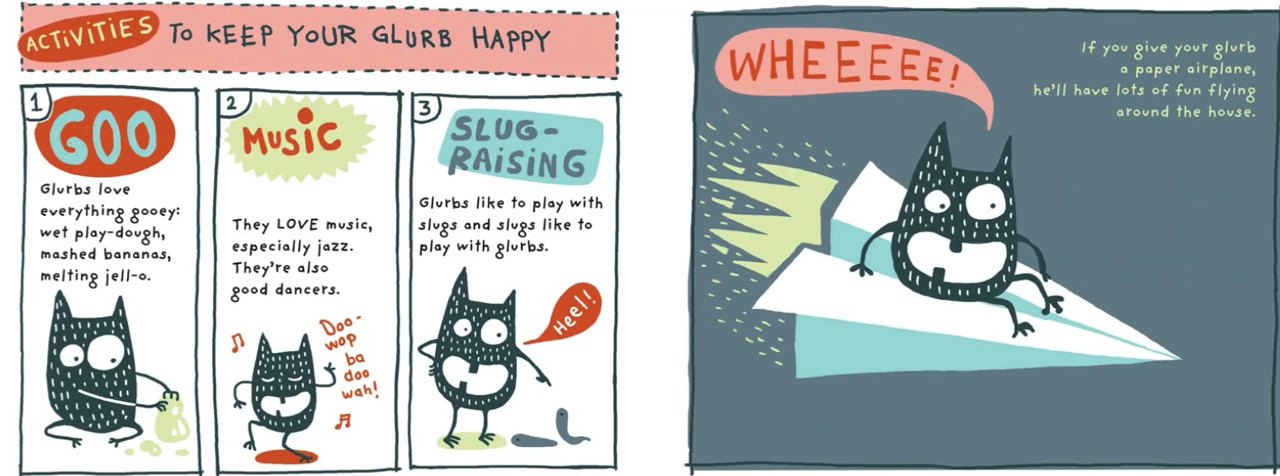 ACTIVITIES TO KEEP YOUR GLURB HAPPY
1
GOO
Glurbs love
everything gooey:
wet play-dough,
mashed bananas,
melting jell-o.
2
MUSIC
They LOVE music,
especially jazz.
They're also
good dancers.
Doo-
wop
ba
doo
wah!
3
SLUG-
RAISING
Glurbs like to play with
slugs and slugs like to
play with glurbs.
Heel!
WHEEEEE!
If you give your glurb
a paper airplane,
he'll have lots of fun flying
around the house.